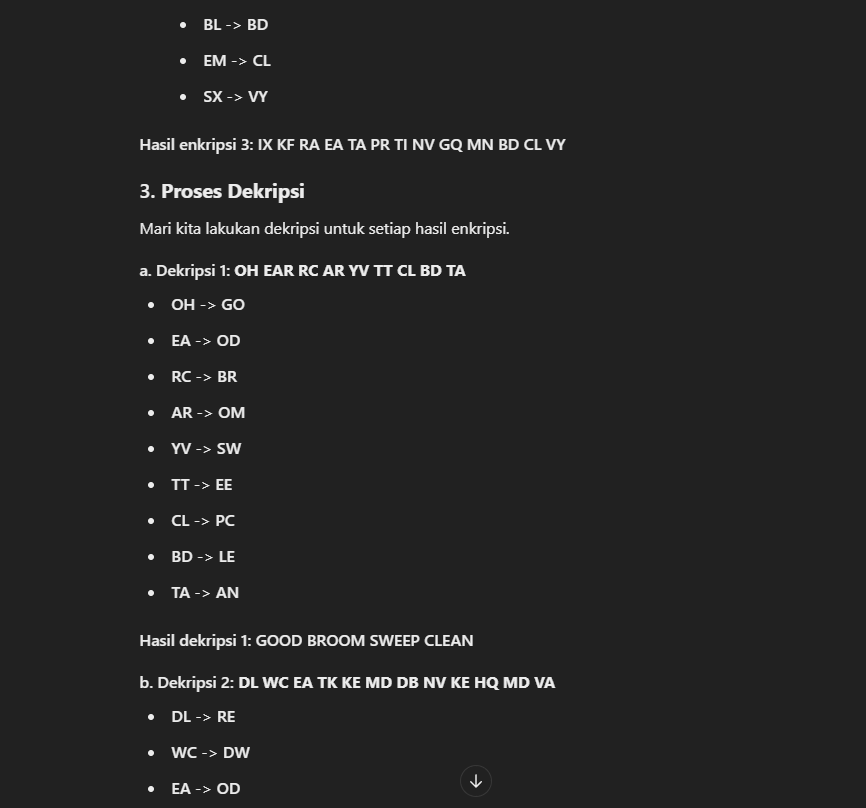 BL -> BD
EM -> CL
SX -> VY
Hasil enkripsi 3: IX KF RA EA TA PR TI NV GQ MN BD CL VY
3. Proses Dekripsi
Mari kita lakukan dekripsi untuk setiap hasil enkripsi.
a. Dekripsi 1: OH EAR RC AR YV TT CL BD TA
OH -> GO
EA -> OD
RC -> BR
AR -> OM
YV -> SW
TT -> EE
CL -> PC
BD -> LE
TA -> AN
Hasil dekripsi 1: GOOD BROOM SWEEP CLEAN
b. Dekripsi 2: DL WC EA TK KE MD DB NV KE HQ MD VA
DL -> RE
WC -> DW
EA -> OD